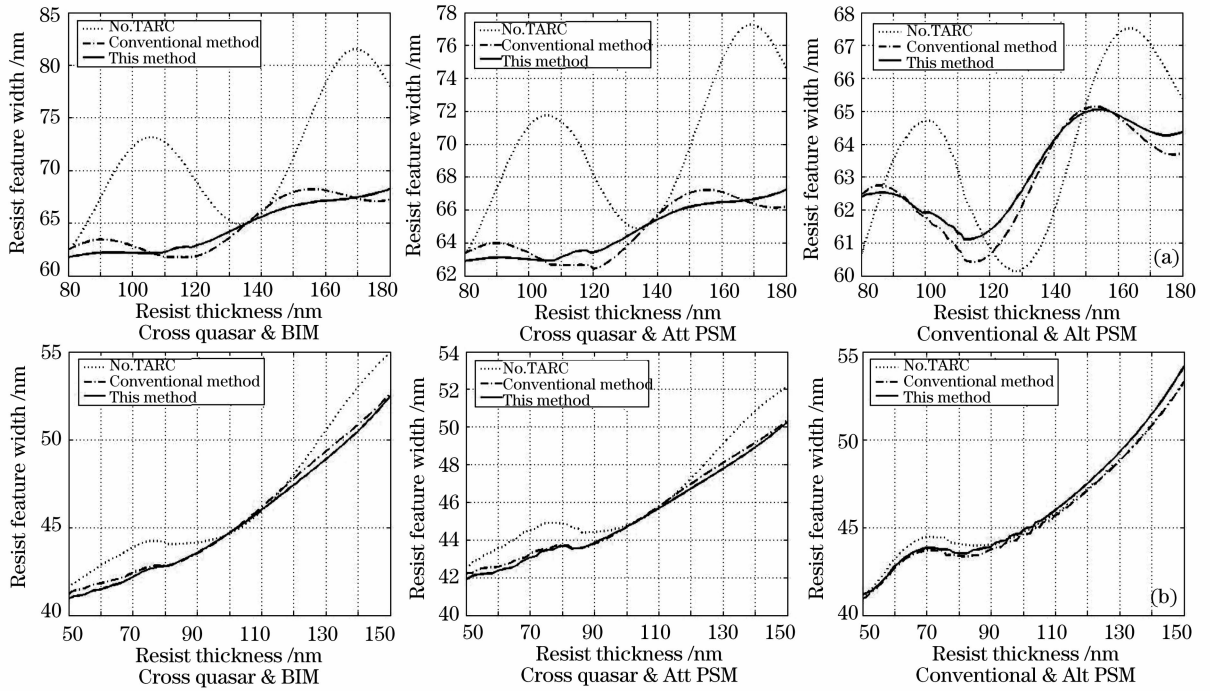 85
80
75
70
65
60
Resist feature width /nm
No.TARC
Conventional method
This method
80 100 120 140 160 180
Resist thickness /nm
Cross quasar & BIM
78
76
74
72
70
68
66
64
62
Resist feature width /nm
No.TARC
Conventional method
This method
80 100 120 140 160 180
Resist thickness /nm
Cross quasar & Att PSM
68
67
66
65
64
63
62
61
60
Resist feature width /nm
No.TARC
Conventional method
This method
(a)
80 100 120 140 160 180
Resist thickness /nm
Conventional & Alt PSM
55
50
45
40
Resist feature width /nm
No.TARC
Conventional method
This method
50 70 90 110 130 150
Resist thickness /nm
Cross quasar & BIM
54
52
50
48
46
44
42
40
Resist feature width /nm
No.TARC
Conventional method
This method
50 70 90 110 130 150
Resist thickness /nm
Cross quasar & Att PSM
55
50
45
40
Resist feature width /nm
No.TARC
Conventional method
This method
(b)
50 70 90 110 130 150
Resist thickness /nm
Conventional & Alt PSM